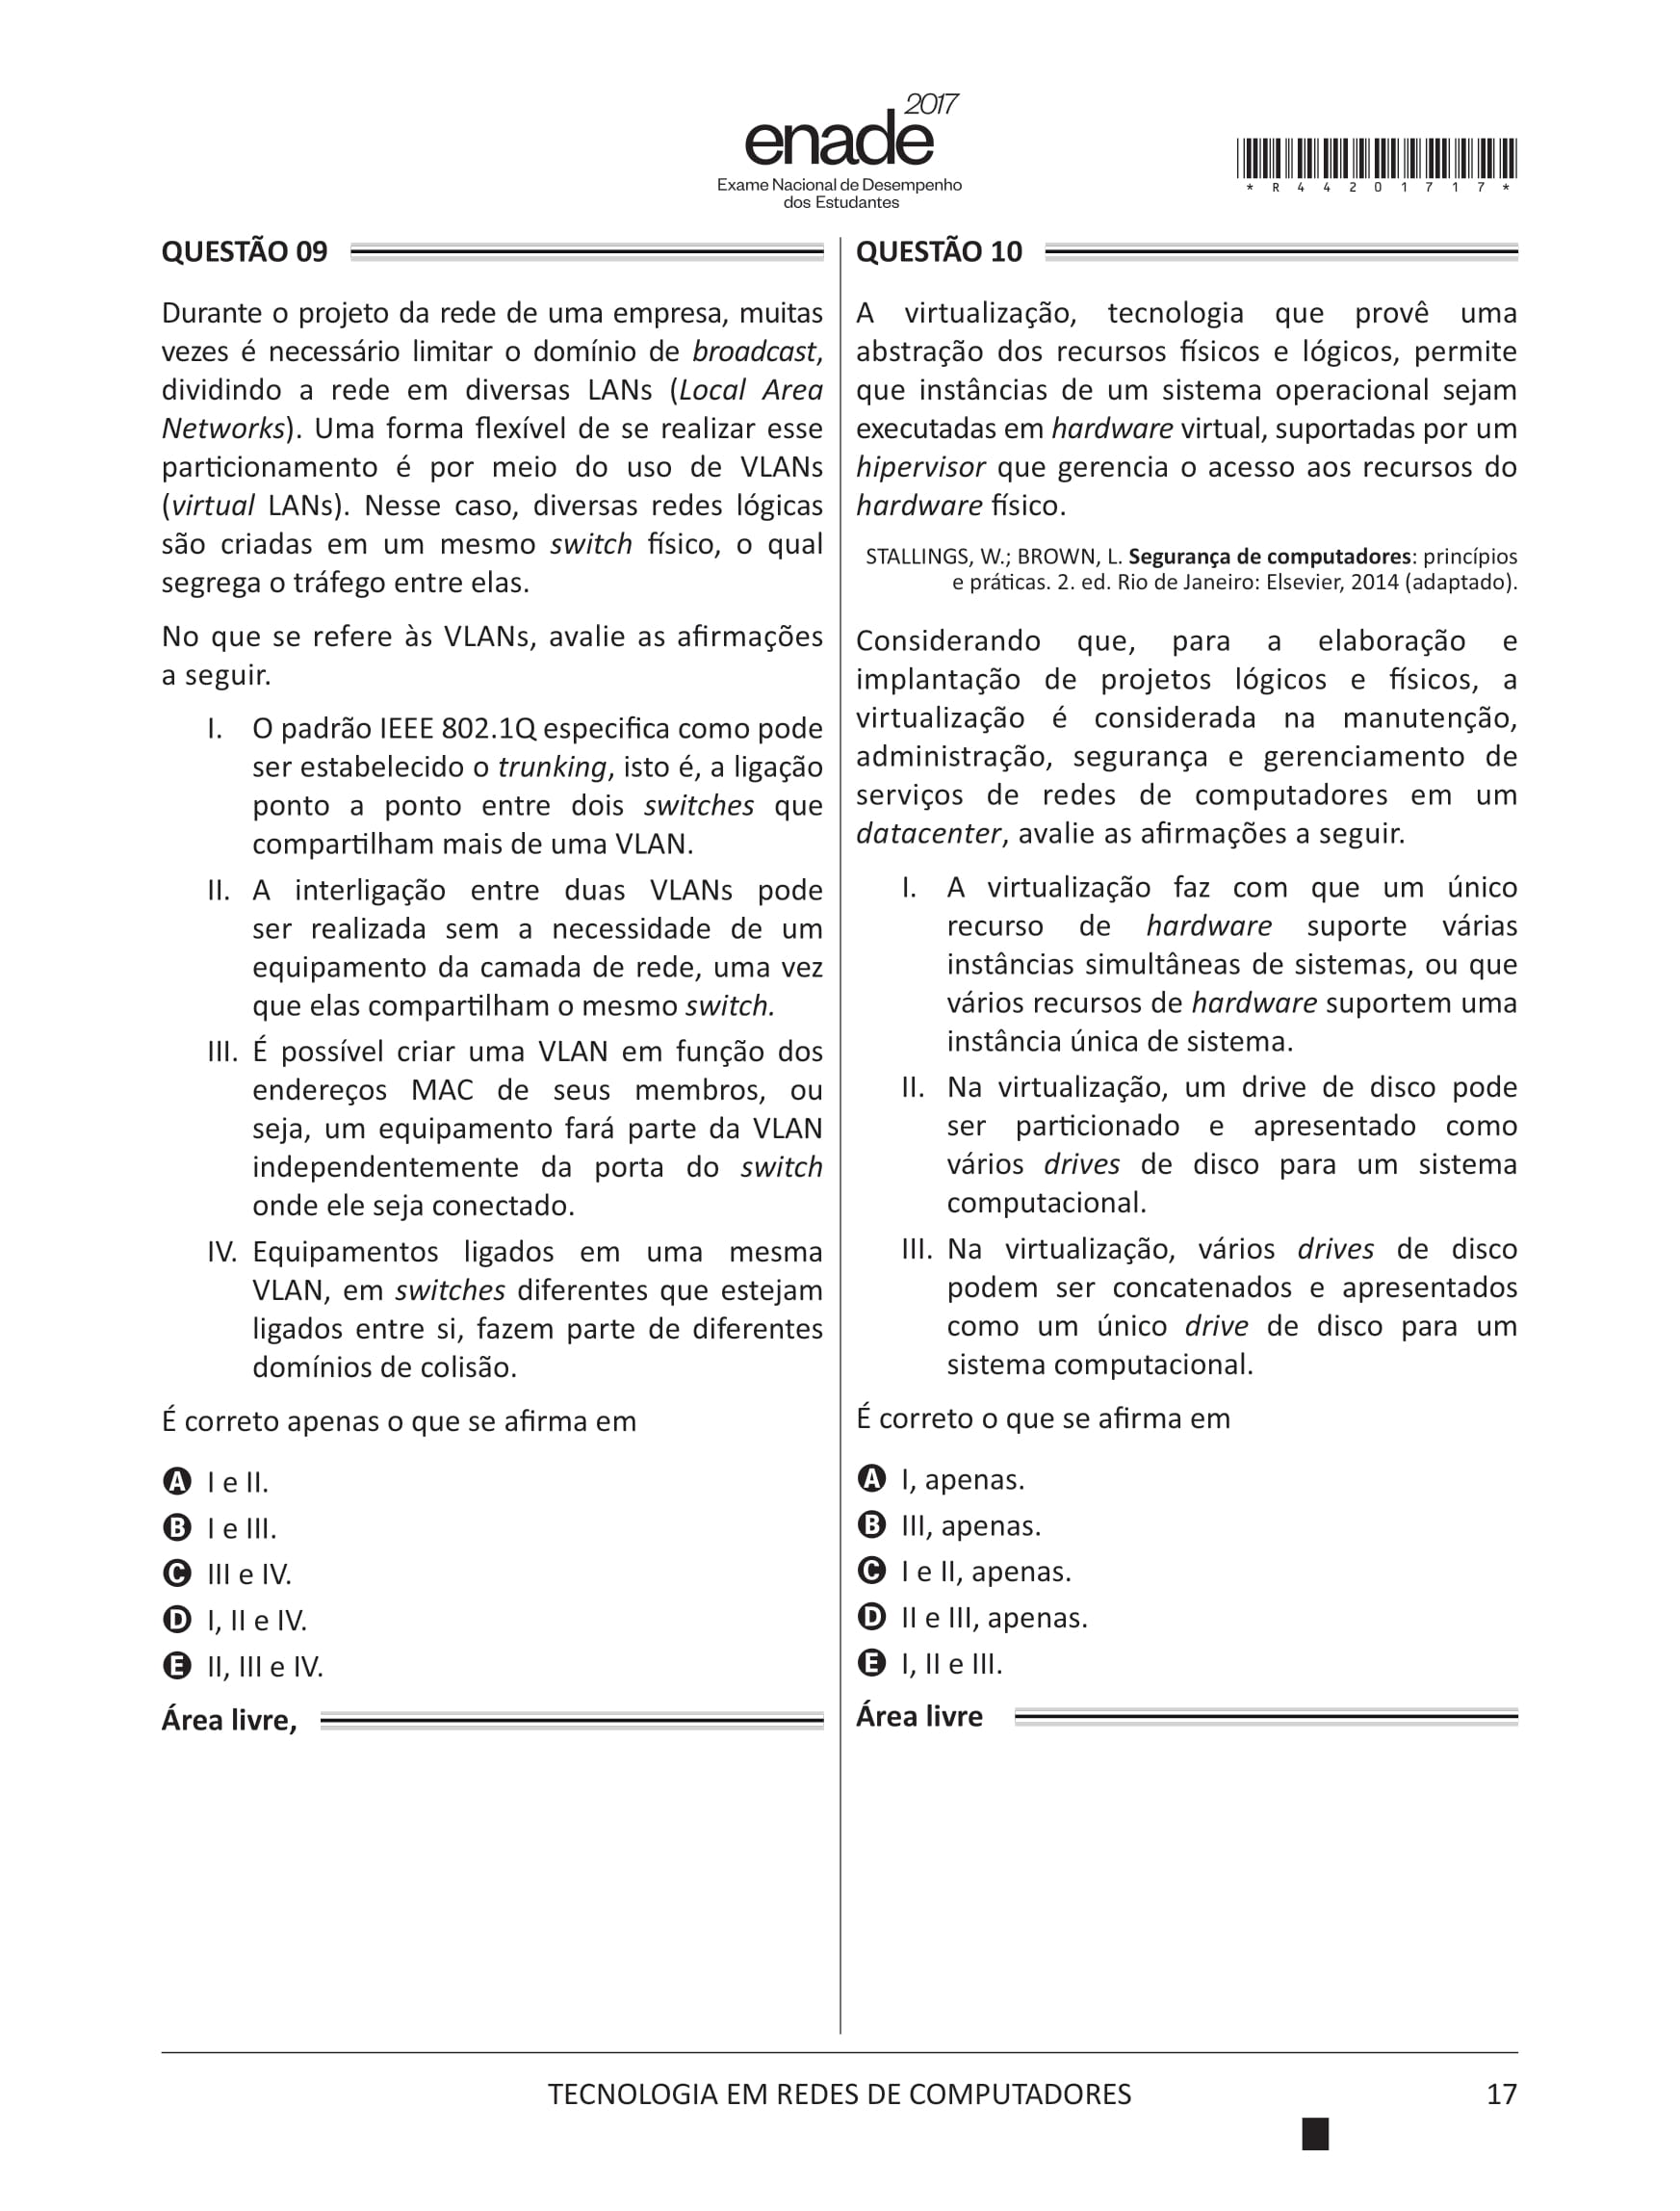 2017
enade
Exame Nacional de Desempenho
dos Estudantes
* R 4 4 2 0 1 7 1 7 *
QUESTÃO 09
Durante o projeto da rede de uma empresa, muitas
vezes é necessário limitar o domínio de broadcast,
dividindo a rede em diversas LANs (Local Area
Networks). Uma forma flexível de se realizar esse
particionamento é por meio do uso de VLANs
(virtual LANs). Nesse caso, diversas redes lógicas
são criadas em um mesmo switch físico, o qual
segrega o tráfego entre elas.
No que se refere às VLANs, avalie as afirmações
a seguir.
I. O padrão IEEE 802.1Q especifica como pode
ser estabelecido o trunking, isto é, a ligação
ponto a ponto entre dois switches que
compartilham mais de uma VLAN.
II. A interligação entre duas VLANs pode
ser realizada sem a necessidade de um
equipamento da camada de rede, uma vez
que elas compartilham o mesmo switch.
III. É possível criar uma VLAN em função dos
endereços MAC de seus membros, ou
seja, um equipamento fará parte da VLAN
independentemente da porta do switch
onde ele seja conectado.
IV. Equipamentos ligados em uma mesma
VLAN, em switches diferentes que estejam
ligados entre si, fazem parte de diferentes
domínios de colisão.
É correto apenas o que se afirma em
A I e II.
B I e III.
C III e IV.
D I, II e IV.
E II, III e IV.
Área livre,
QUESTÃO 10
A virtualização, tecnologia que provê uma
abstração dos recursos físicos e lógicos, permite
que instâncias de um sistema operacional sejam
executadas em hardware virtual, suportadas por um
hipervisor que gerencia o acesso aos recursos do
hardware físico.
STALLINGS, W.; BROWN, L. Segurança de computadores: princípios
e práticas. 2. ed. Rio de Janeiro: Elsevier, 2014 (adaptado).
Considerando que, para a elaboração e
implantação de projetos lógicos e físicos, a
virtualização é considerada na manutenção,
administração, segurança e gerenciamento de
serviços de redes de computadores em um
datacenter, avalie as afirmações a seguir.
I. A virtualização faz com que um único
recurso de hardware suporte várias
instâncias simultâneas de sistemas, ou que
vários recursos de hardware suportem uma
instância única de sistema.
II. Na virtualização, um drive de disco pode
ser particionado e apresentado como
vários drives de disco para um sistema
computacional.
III. Na virtualização, vários drives de disco
podem ser concatenados e apresentados
como um único drive de disco para um
sistema computacional.
É correto o que se afirma em
A I, apenas.
B III, apenas.
C I e II, apenas.
D II e III, apenas.
E I, II e III.
Área livre
TECNOLOGIA EM REDES DE COMPUTADORES
17